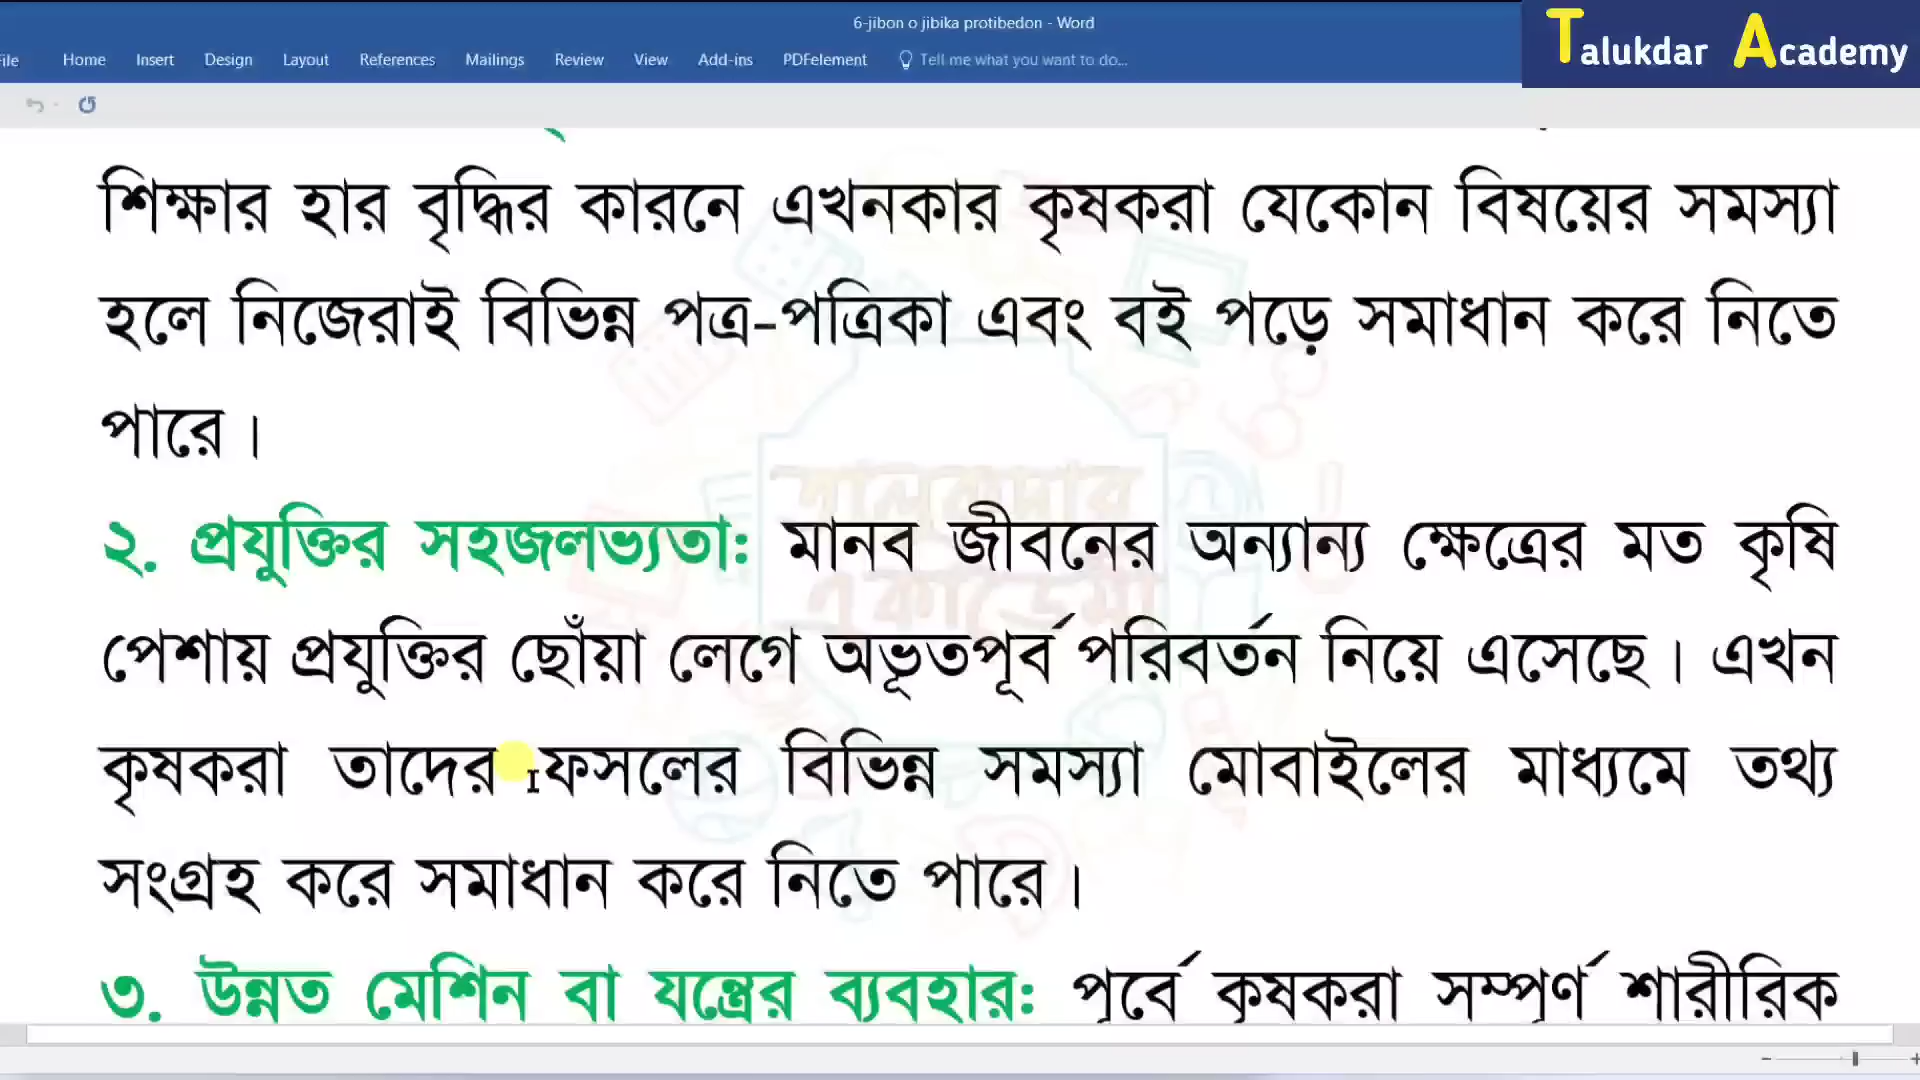 6-jibon o jibika protibedon - Word
Talukdar Academy
File Home Insert Design Layout References Mailings Review View Add-ins PDFelement Tell me what you want to do...
শিক্ষার হার বৃদ্ধির কারনে এখনকার কৃষকরা যেকোন বিষয়ের সমস্যা
হলে নিজেরাই বিভিন্ন পত্র-পত্রিকা এবং বই পড়ে সমাধান করে নিতে
পারে।
২. প্রযুক্তির সহজলভ্যতা: মানব জীবনের অন্যান্য ক্ষেত্রের মত কৃষি
পেশায় প্রযুক্তির ছোঁয়া লেগে অভূতপূর্ব পরিবর্তন নিয়ে এসেছে। এখন
কৃষকরা তাদের ফসলের বিভিন্ন সমস্যা মোবাইলের মাধ্যমে তথ্য
সংগ্রহ করে সমাধান করে নিতে পারে।
৩. উন্নত মেশিন বা যন্ত্রের ব্যবহার: পূর্বে কৃষকরা সম্পূর্ণ শারীরিক